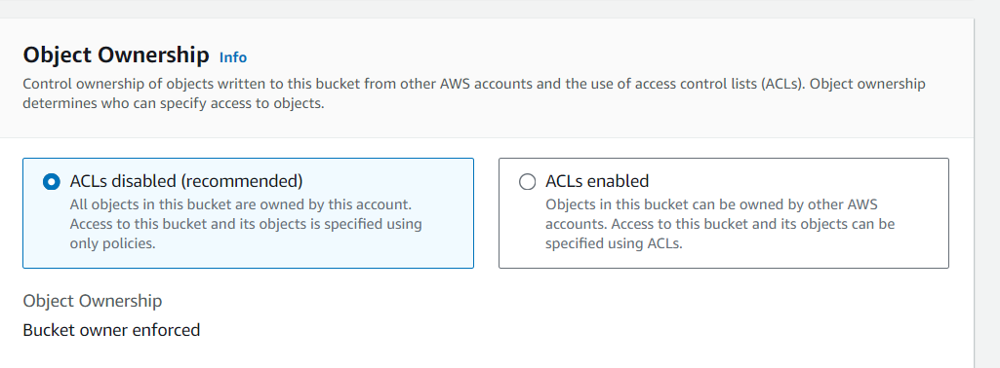 Object Ownership Info
Control ownership of objects written to this bucket from other AWS accounts and the use of access control lists (ACLs). Object ownership
determines who can specify access to objects.
ACLs disabled (recommended)
All objects in this bucket are owned by this account.
Access to this bucket and its objects is specified using
only policies.
ACLs enabled
Objects in this bucket can be owned by other AWS
accounts. Access to this bucket and its objects can be
specified using ACLs.
Object Ownership
Bucket owner enforced